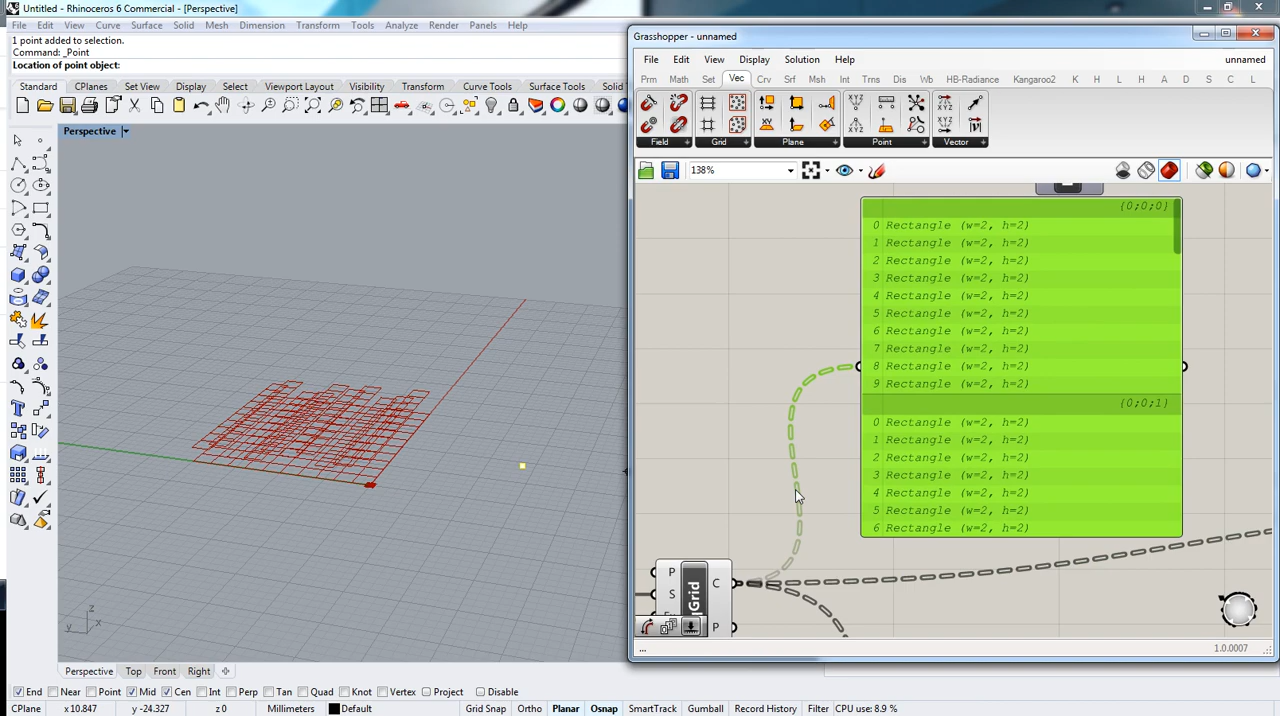 Untitled - Rhinoceros 6 Commercial - [Perspective]
File Edit View Curve Surface Solid Mesh Dimension Transform Tools Analyze Render Panels Help
1 point added to selection.
Command: _Point
Location of point object:
Standard CPlanes Set View Display Select Viewport Layout Visibility Transform Curve Tools Surface Tools Solid
Perspective
Grasshopper - unnamed
File Edit View Display Solution Help unnamed
Prm Math Set Vec Crv Srf Msh Int Trns Dis Wb HB-Radiance Kangaroo2 K H L H A D S C L
Field Grid Plane Point Vector
138%
{0;0;0}
0 Rectangle (w=2, h=2)
1 Rectangle (w=2, h=2)
2 Rectangle (w=2, h=2)
3 Rectangle (w=2, h=2)
4 Rectangle (w=2, h=2)
5 Rectangle (w=2, h=2)
6 Rectangle (w=2, h=2)
7 Rectangle (w=2, h=2)
8 Rectangle (w=2, h=2)
9 Rectangle (w=2, h=2)
{0;0;1}
0 Rectangle (w=2, h=2)
1 Rectangle (w=2, h=2)
2 Rectangle (w=2, h=2)
3 Rectangle (w=2, h=2)
4 Rectangle (w=2, h=2)
5 Rectangle (w=2, h=2)
6 Rectangle (w=2, h=2)
P
S
C
P
z
y x
... 1.0.0007
Perspective Top Front Right
End Near Point Mid Cen Int Perp Tan Quad Knot Vertex Project Disable
CPlane x 10.847 y -24.327 z 0 Millimeters Default Grid Snap Ortho Planar Osnap SmartTrack Gumball Record History Filter CPU use: 8.9 %